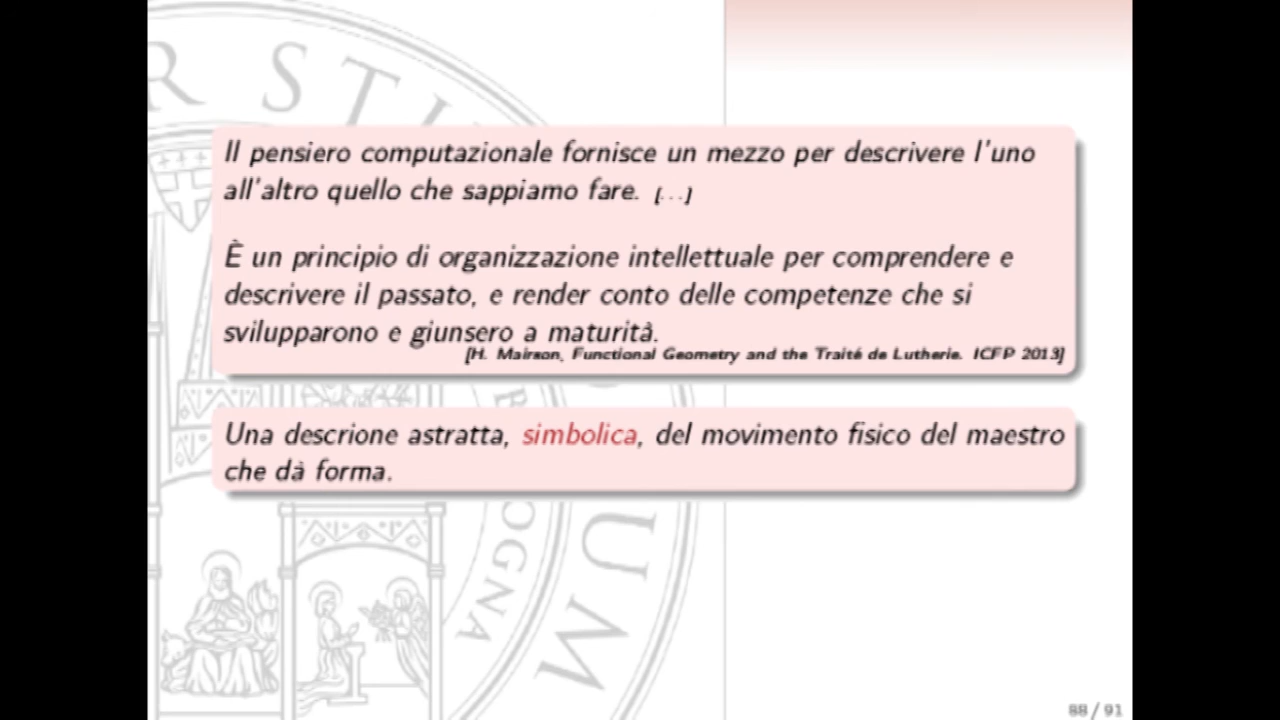 R STU
Il pensiero computazionale fornisce un mezzo per descrivere l'uno
all'altro quello che sappiamo fare. [...]
È un principio di organizzazione intellettuale per comprendere e
descrivere il passato, e render conto delle competenze che si
svilupparono e giunsero a maturità.
[H. Mairson, Functional Geometry and the Traité de Lutherie. ICFP 2013]
Una descrione astratta, simbolica, del movimento fisico del maestro
che dà forma.
OGNA
UM
88 / 91